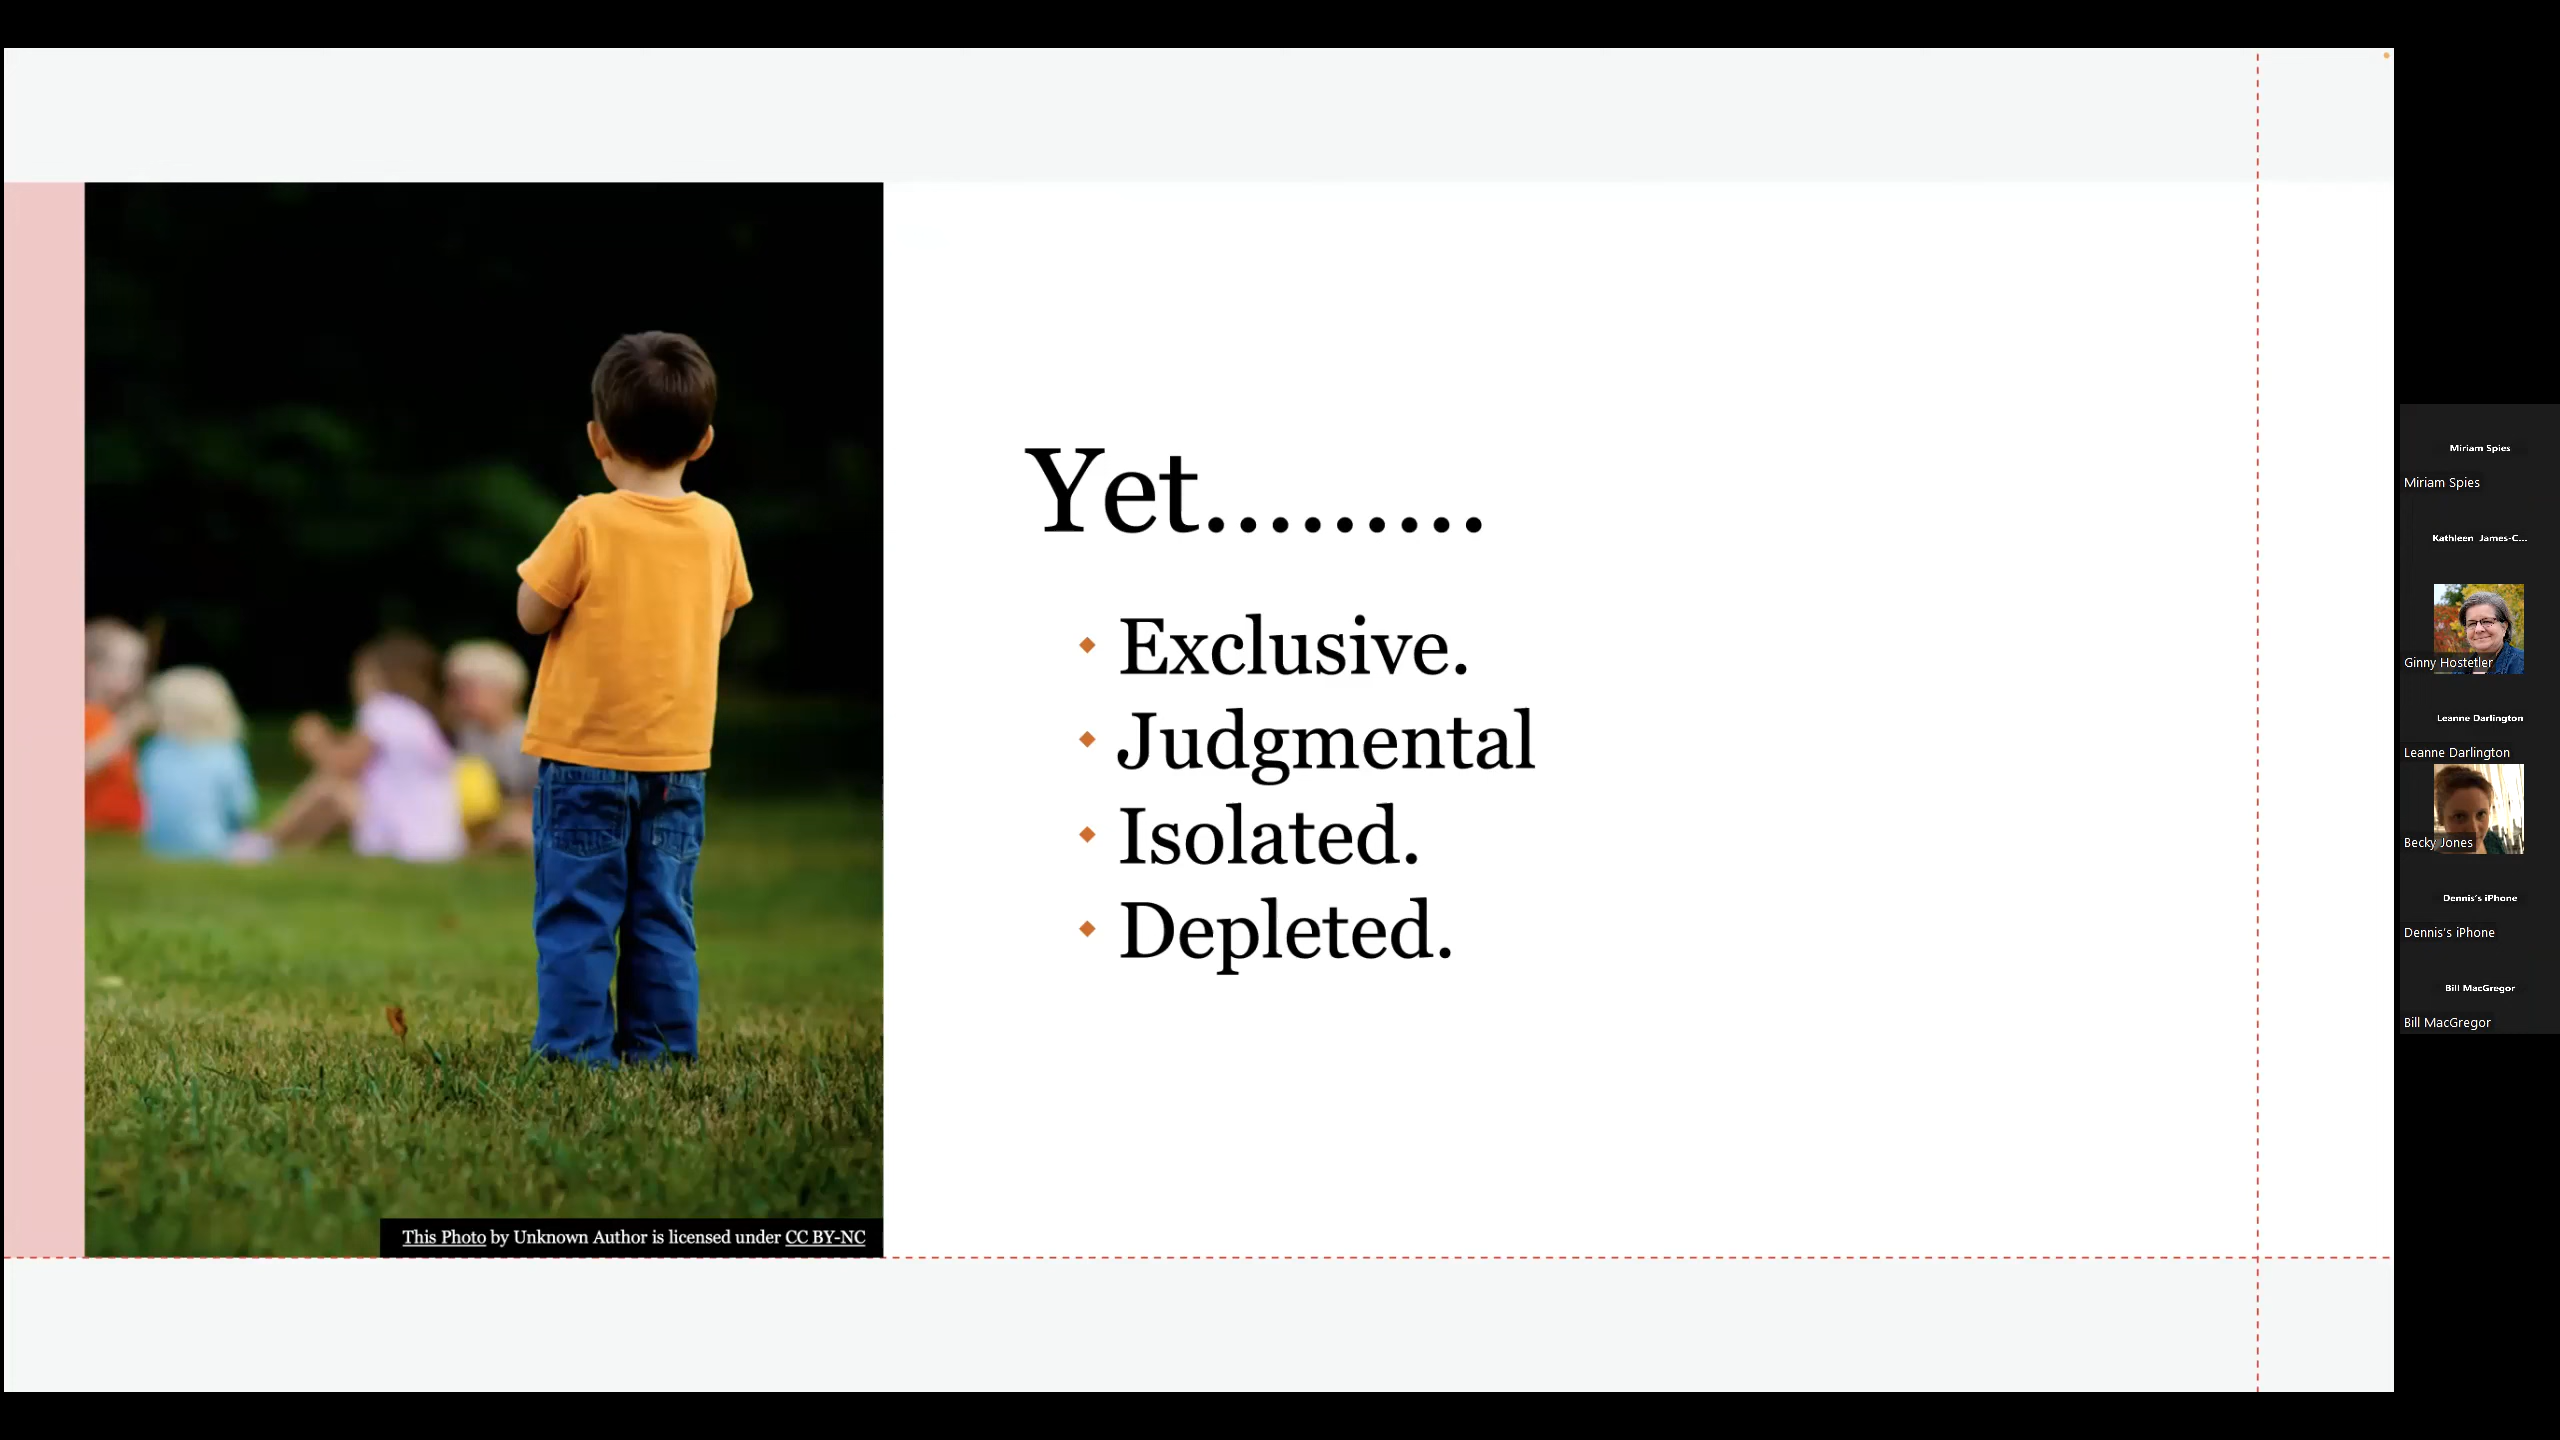 Yet.........
Exclusive.
Judgmental
Isolated.
Depleted.
This Photo by Unknown Author is licensed under CC BY-NC
Miriam Spies
Miriam Spies
Kathleen James-C...
Ginny Hostetler
Leanne Darlington
Leanne Darlington
Becky Jones
Dennis's iPhone
Dennis's iPhone
Bill MacGregor
Bill MacGregor